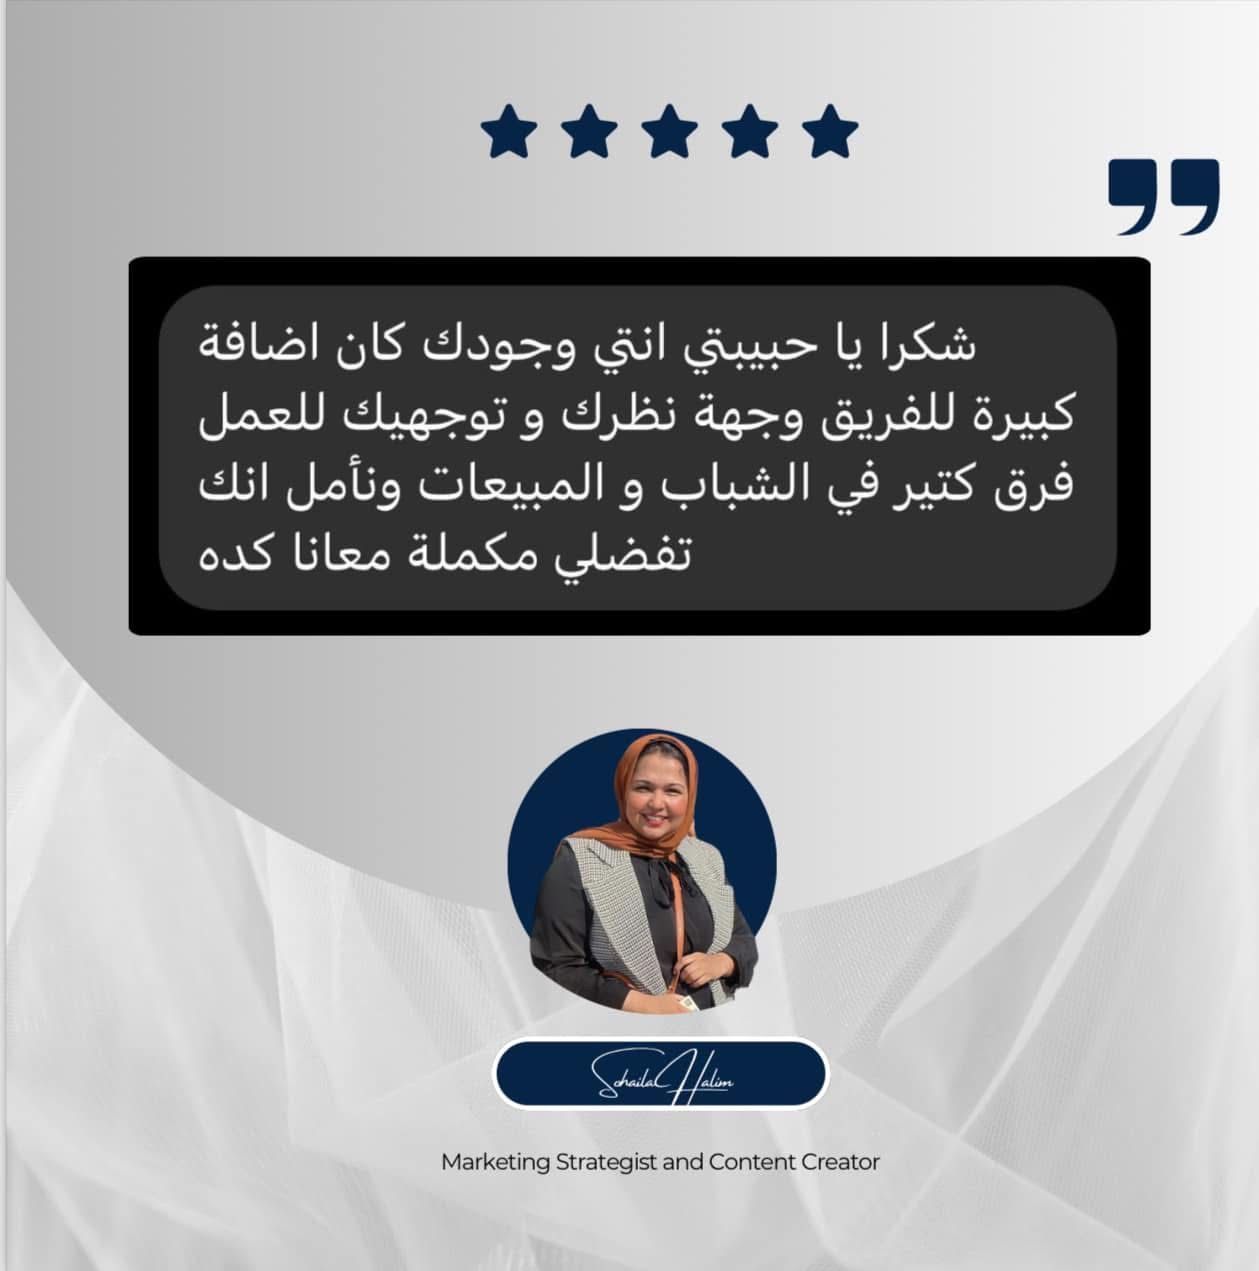 شكرا يا حبيبتي انتي وجودك كان اضافة
كبيرة للفريق وجهة نظرك و توجهيك للعمل
فرق كتير في الشباب و المبيعات ونأمل انك
تفضلي مكملة معانا كده
Sohaila Halim
Marketing Strategist and Content Creator